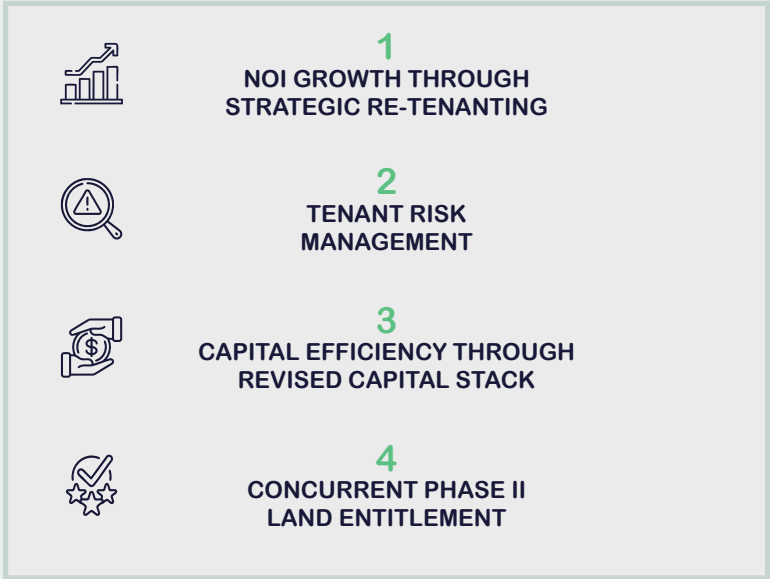 1
NOI GROWTH THROUGH
STRATEGIC RE-TENANTING
2
TENANT RISK
MANAGEMENT
3
$
CAPITAL EFFICIENCY THROUGH
REVISED CAPITAL STACK
4
CONCURRENT PHASE II
LAND ENTITLEMENT